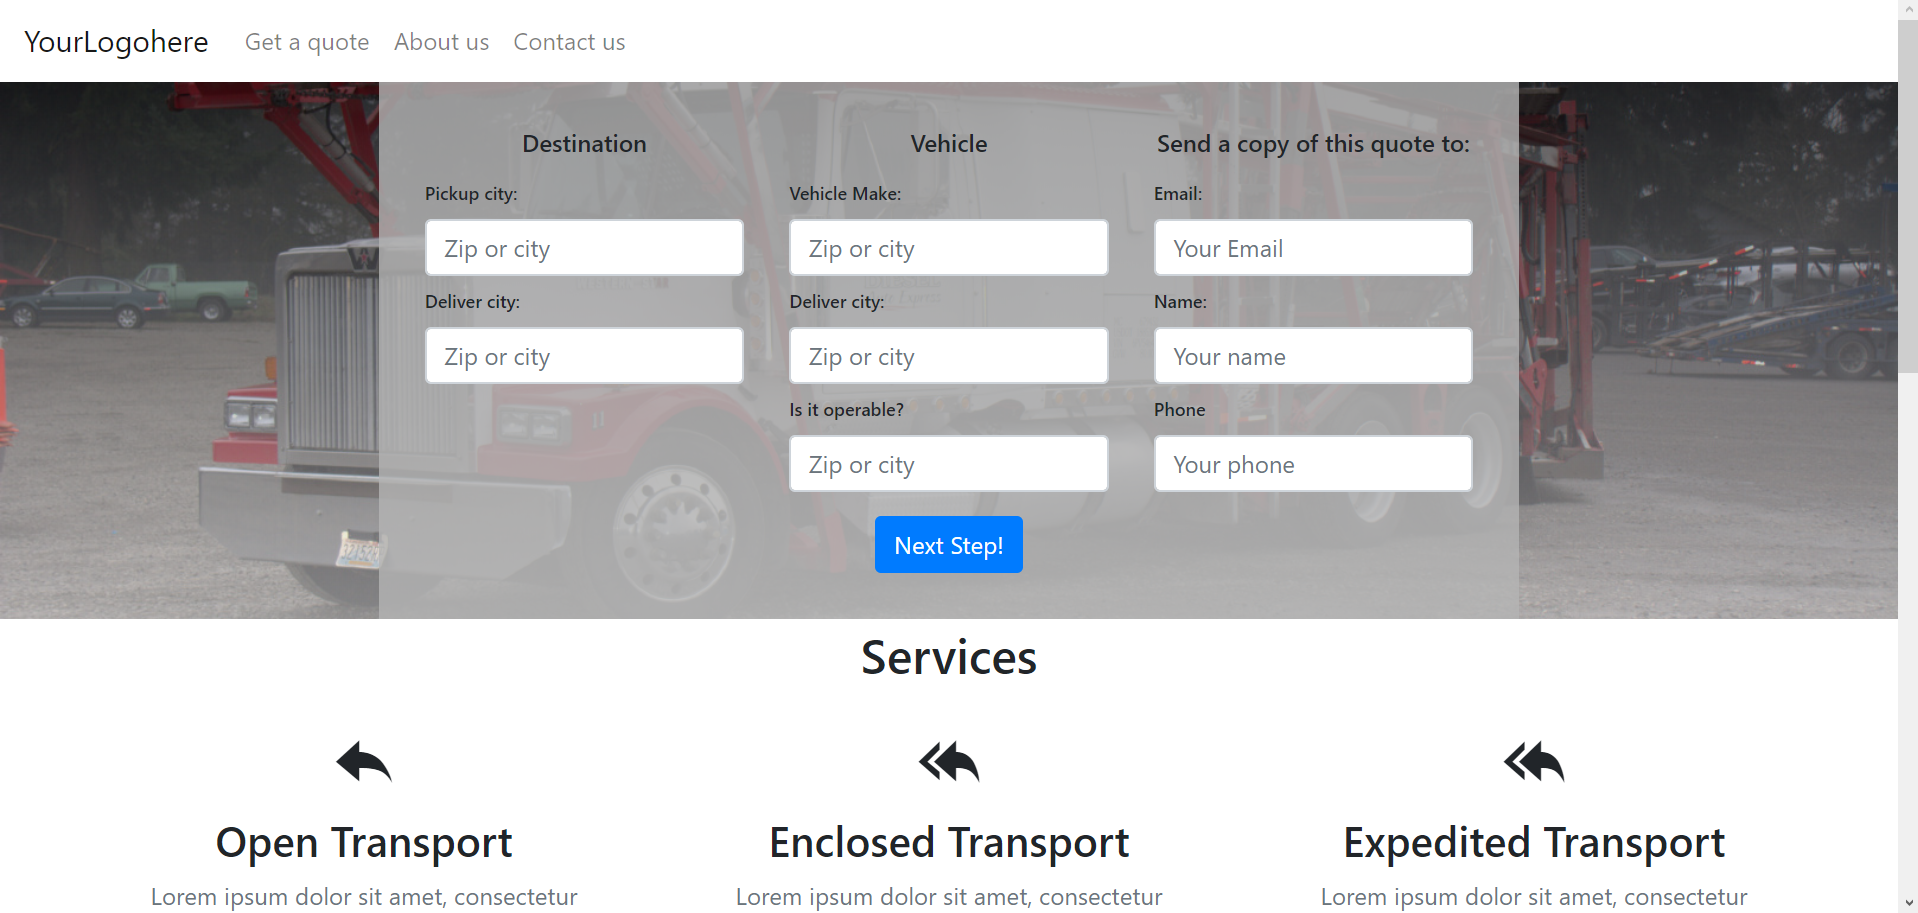 YourLogohere Get a quote About us Contact us
Destination
Pickup city:
Zip or city
Deliver city:
Zip or city
Vehicle
Vehicle Make:
Zip or city
Deliver city:
Zip or city
Is it operable?
Zip or city
Send a copy of this quote to:
Email:
Your Email
Name:
Your name
Phone
Your phone
Next Step!
Services
Open Transport
Lorem ipsum dolor sit amet, consectetur
Enclosed Transport
Lorem ipsum dolor sit amet, consectetur
Expedited Transport
Lorem ipsum dolor sit amet, consectetur